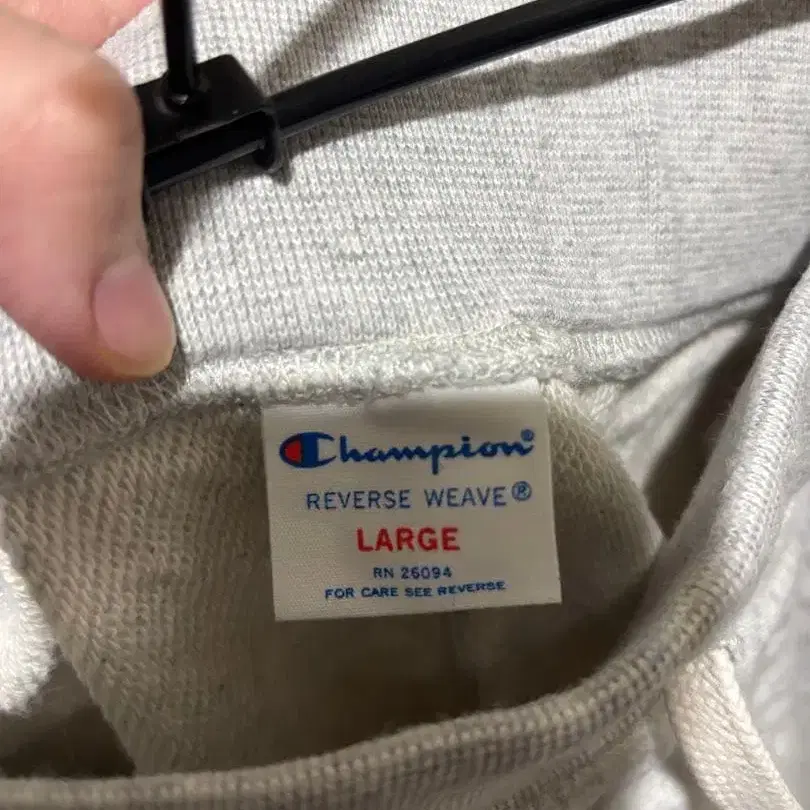 Champion®
REVERSE WEAVE®
LARGE
RN 26094
FOR CARE SEE REVERSE